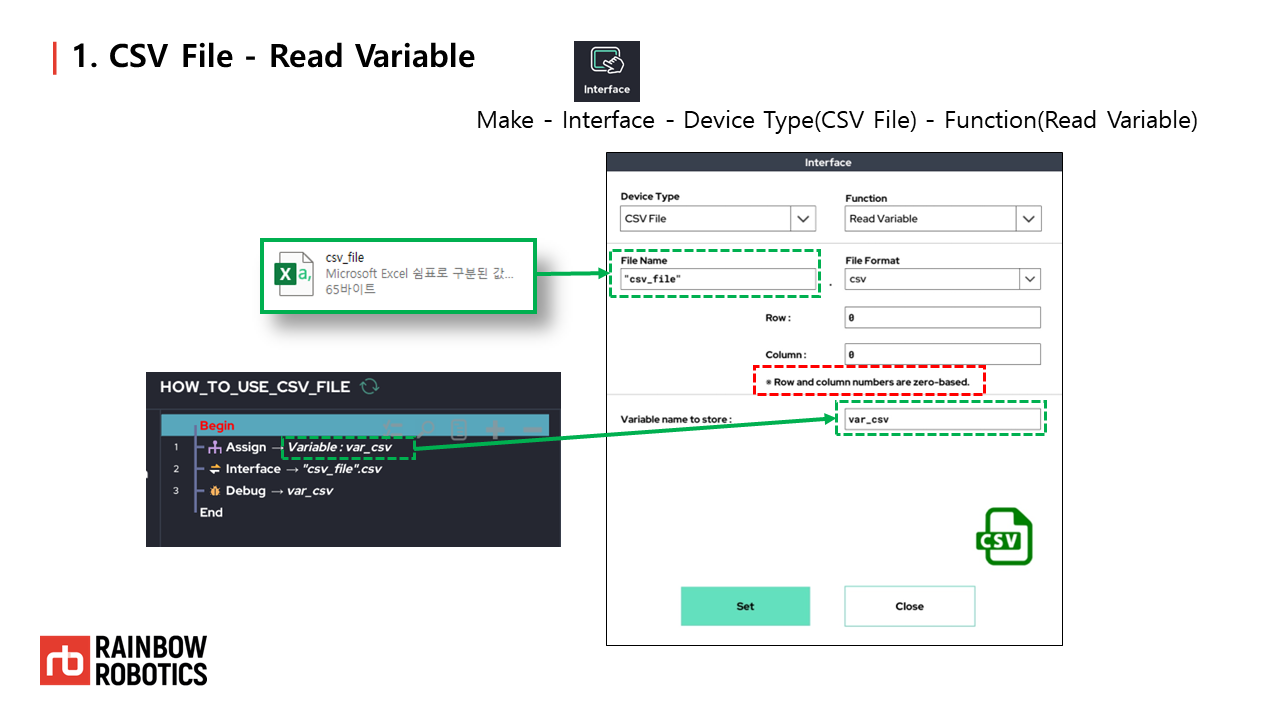 1. CSV File - Read Variable
Interface
Make - Interface - Device Type(CSV File) - Function(Read Variable)
Interface
Device Type
Function
CSV File
Read Variable
File Name
File Format
"csv_file"
.
csv
Row :
0
Column :
0
※ Row and column numbers are zero-based.
Variable name to store :
var_csv
CSV
Set
Close
csv_file
Microsoft Excel 쉼표로 구분된 값...
65바이트
X a,
HOW_TO_USE_CSV_FILE
Begin
1 Assign → Variable : var_csv
2 Interface → "csv_file".csv
3 Debug → var_csv
End
RAINBOW
ROBOTICS